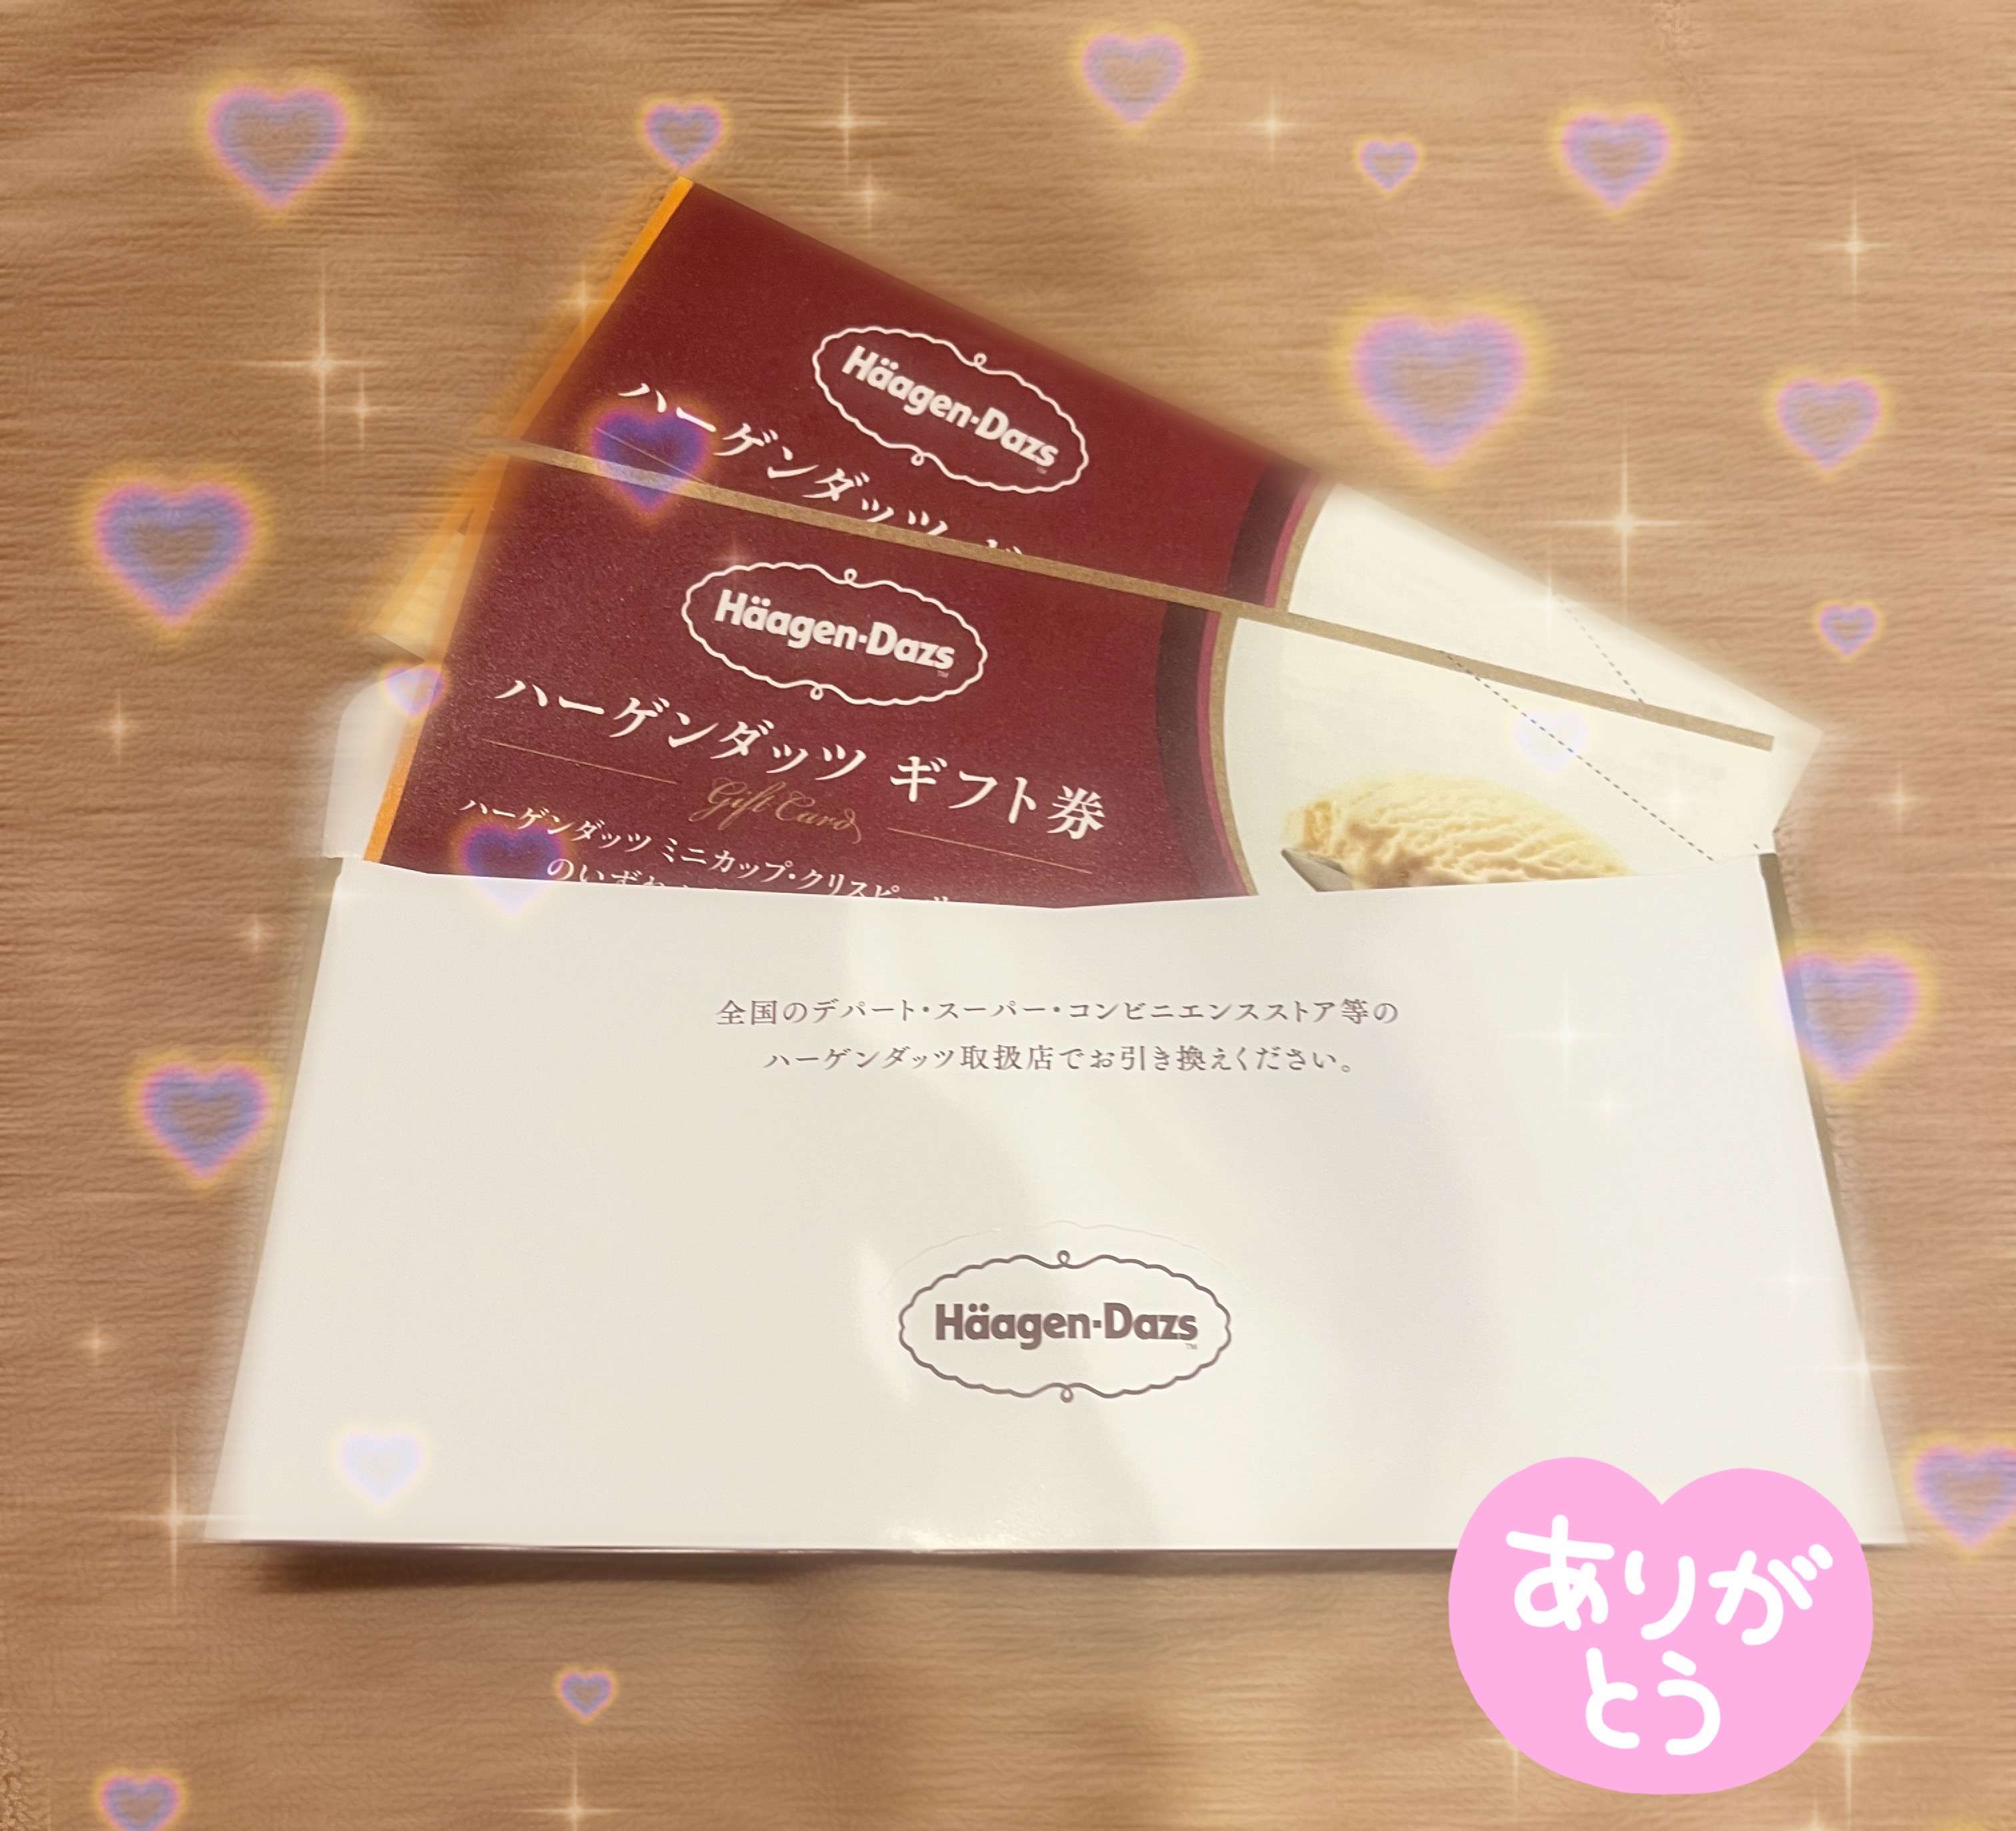 Häagen-Dazs
ハーゲンダッツ
Häagen-Dazs
ハーゲンダッツ ギフト券
Gift Card
ハーゲンダッツ ミニカップ・クリスピー
のいずれ
全国のデパート・スーパー・コンビニエンスストア等の
ハーゲンダッツ取扱店でお引き換えください。
Häagen-Dazs
ありが
とう